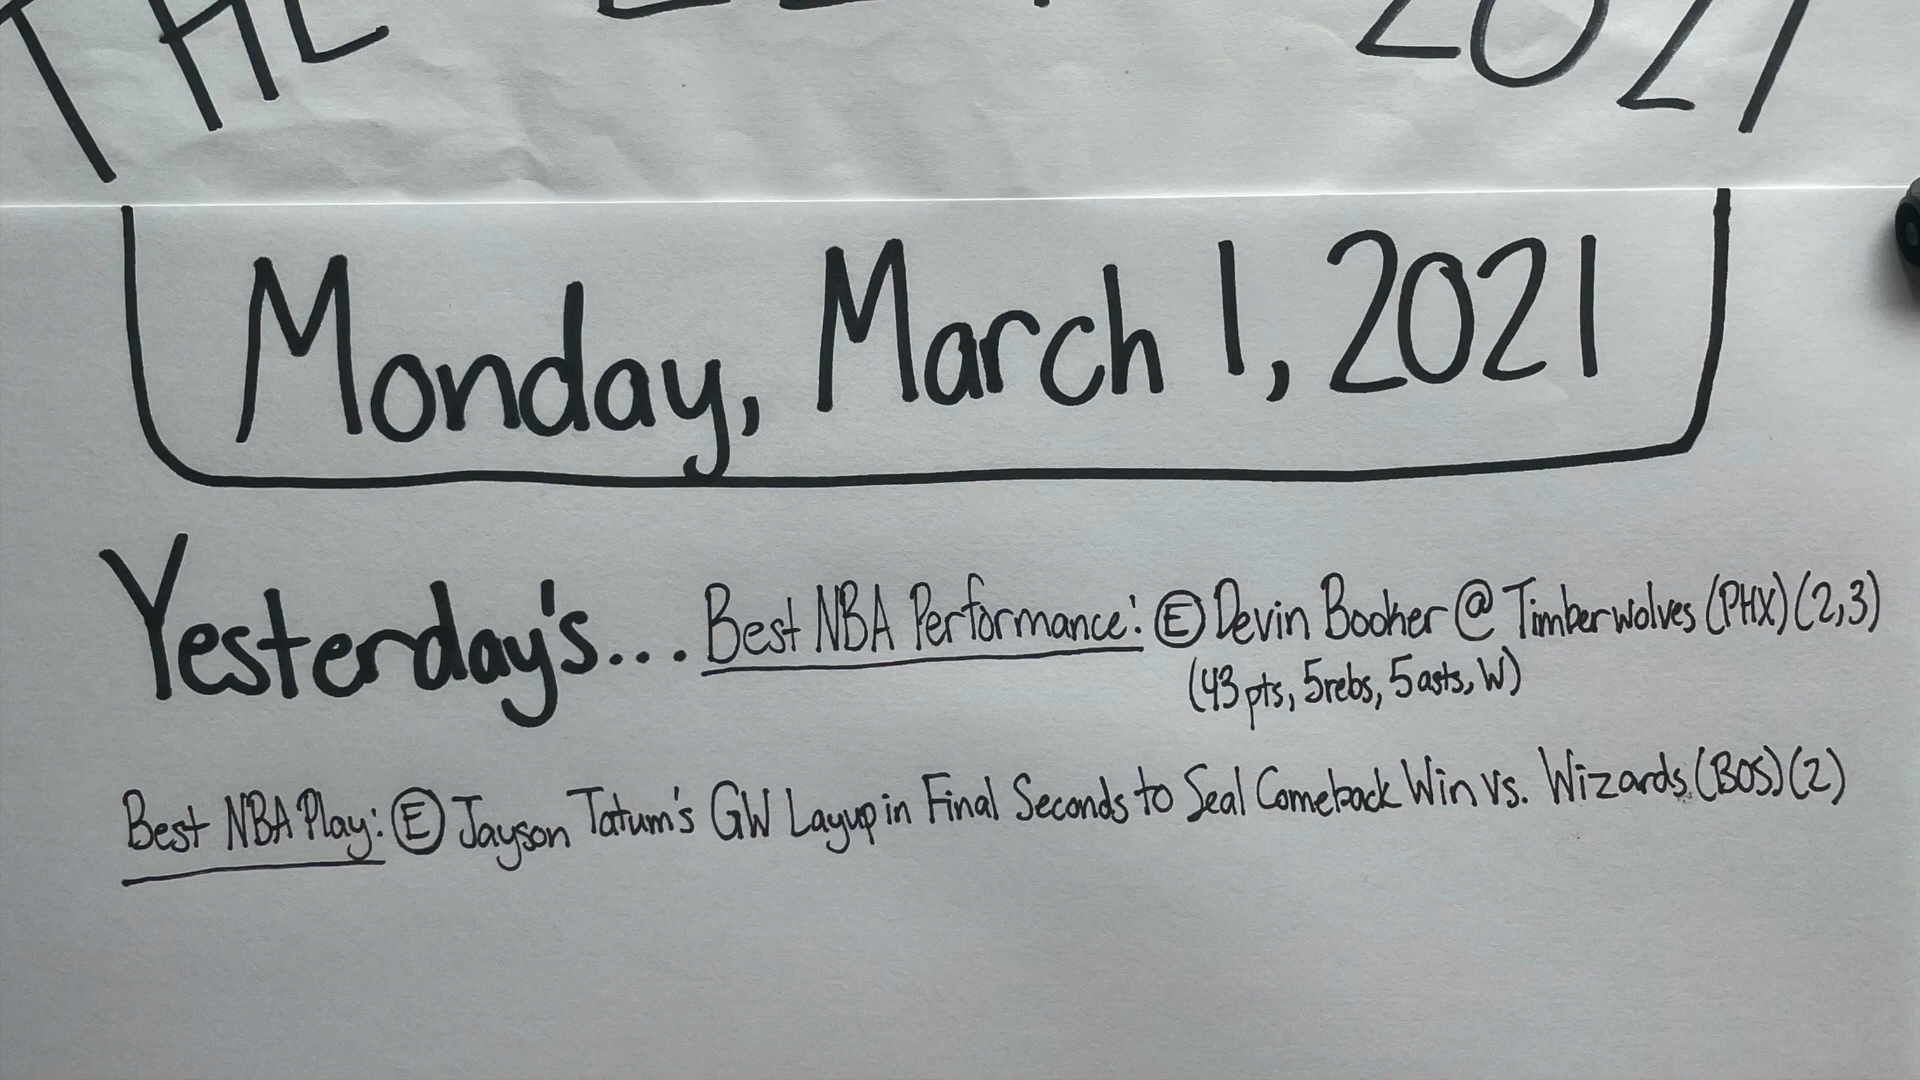 THE 2021
Monday, March 1, 2021
Yesterday's... Best NBA Performance: Ⓔ Devin Booker @ Timberwolves (PHX) (2,3)
(43 pts, 5 rebs, 5 asts, W)
Best NBA Play: Ⓔ Jayson Tatum's GW Layup in Final Seconds to Seal Comeback Win vs. Wizards (BOS) (2)